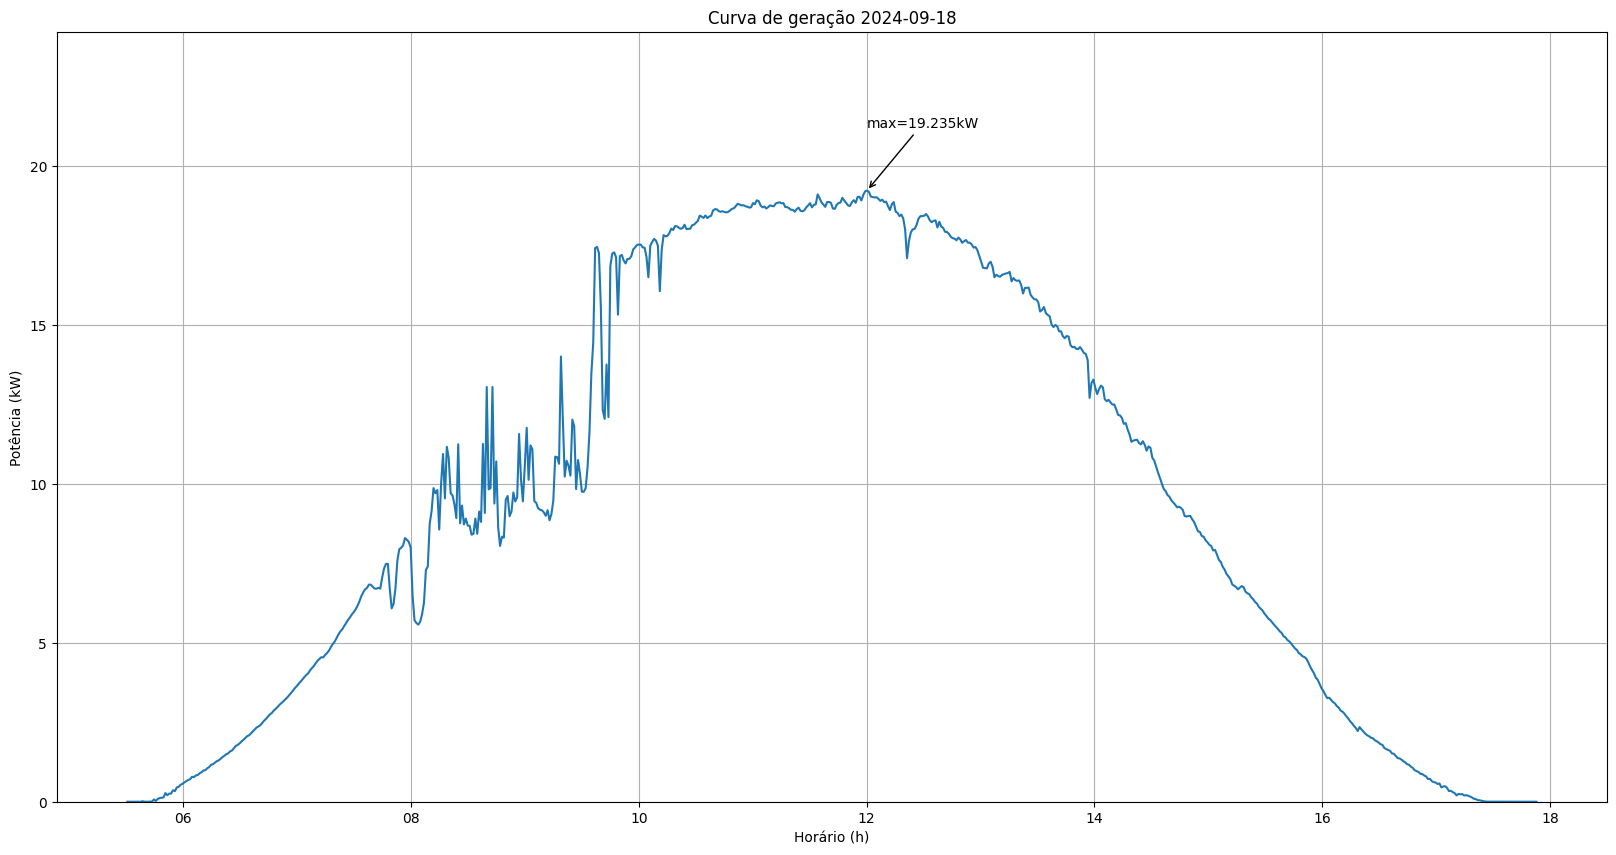 Curva de geração 2024-09-18
max=19.235kW
Potência (kW)
20
15
10
5
0
06 08 10 12 14 16 18
Horário (h)